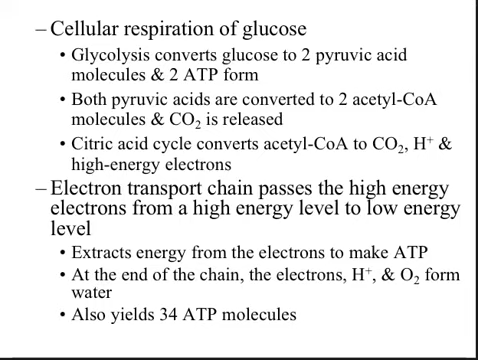 – Cellular respiration of glucose
• Glycolysis converts glucose to 2 pyruvic acid
molecules & 2 ATP form
• Both pyruvic acids are converted to 2 acetyl-CoA
molecules & CO₂ is released
• Citric acid cycle converts acetyl-CoA to CO₂, H⁺ &
high-energy electrons
– Electron transport chain passes the high energy
electrons from a high energy level to low energy
level
• Extracts energy from the electrons to make ATP
• At the end of the chain, the electrons, H⁺, & O₂ form
water
• Also yields 34 ATP molecules